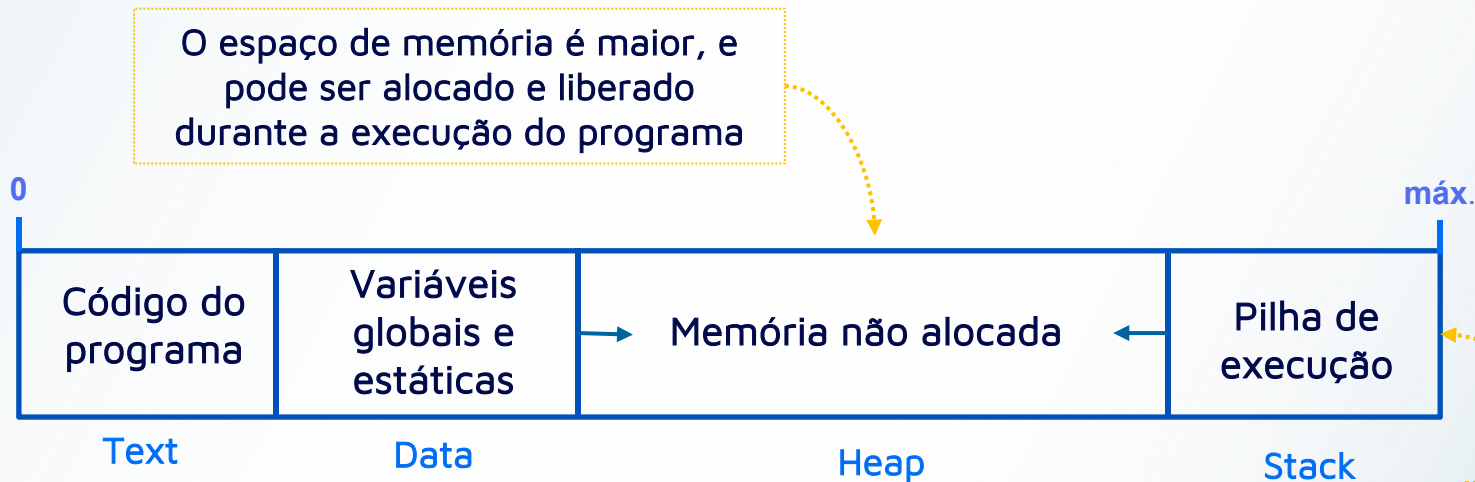 O espaço de memória é maior, e
pode ser alocado e liberado
durante a execução do programa
0
máx.
Código do
programa
Variáveis
globais e
estáticas
Memória não alocada
Pilha de
execução
Text
Data
Heap
Stack